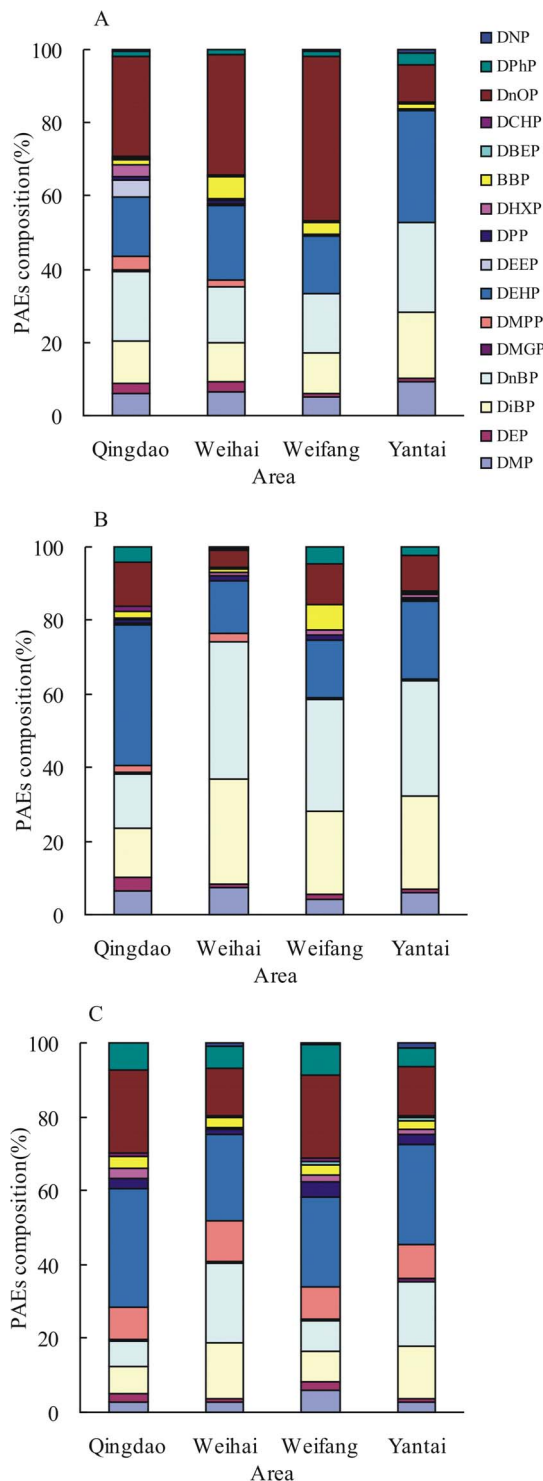 A
PAEs composition(%)
100
80
60
40
20
0
Qingdao Weihai Weifang Yantai
Area
DNP
DPhP
DnOP
DCHP
DBEP
BBP
DHXP
DPP
DEEP
DEHP
DMPP
DMGP
DnBP
DiBP
DEP
DMP
B
PAEs composition(%)
100
80
60
40
20
0
Qingdao Weihai Weifang Yantai
Area
C
PAEs composition(%)
100
80
60
40
20
0
Qingdao Weihai Weifang Yantai
Area